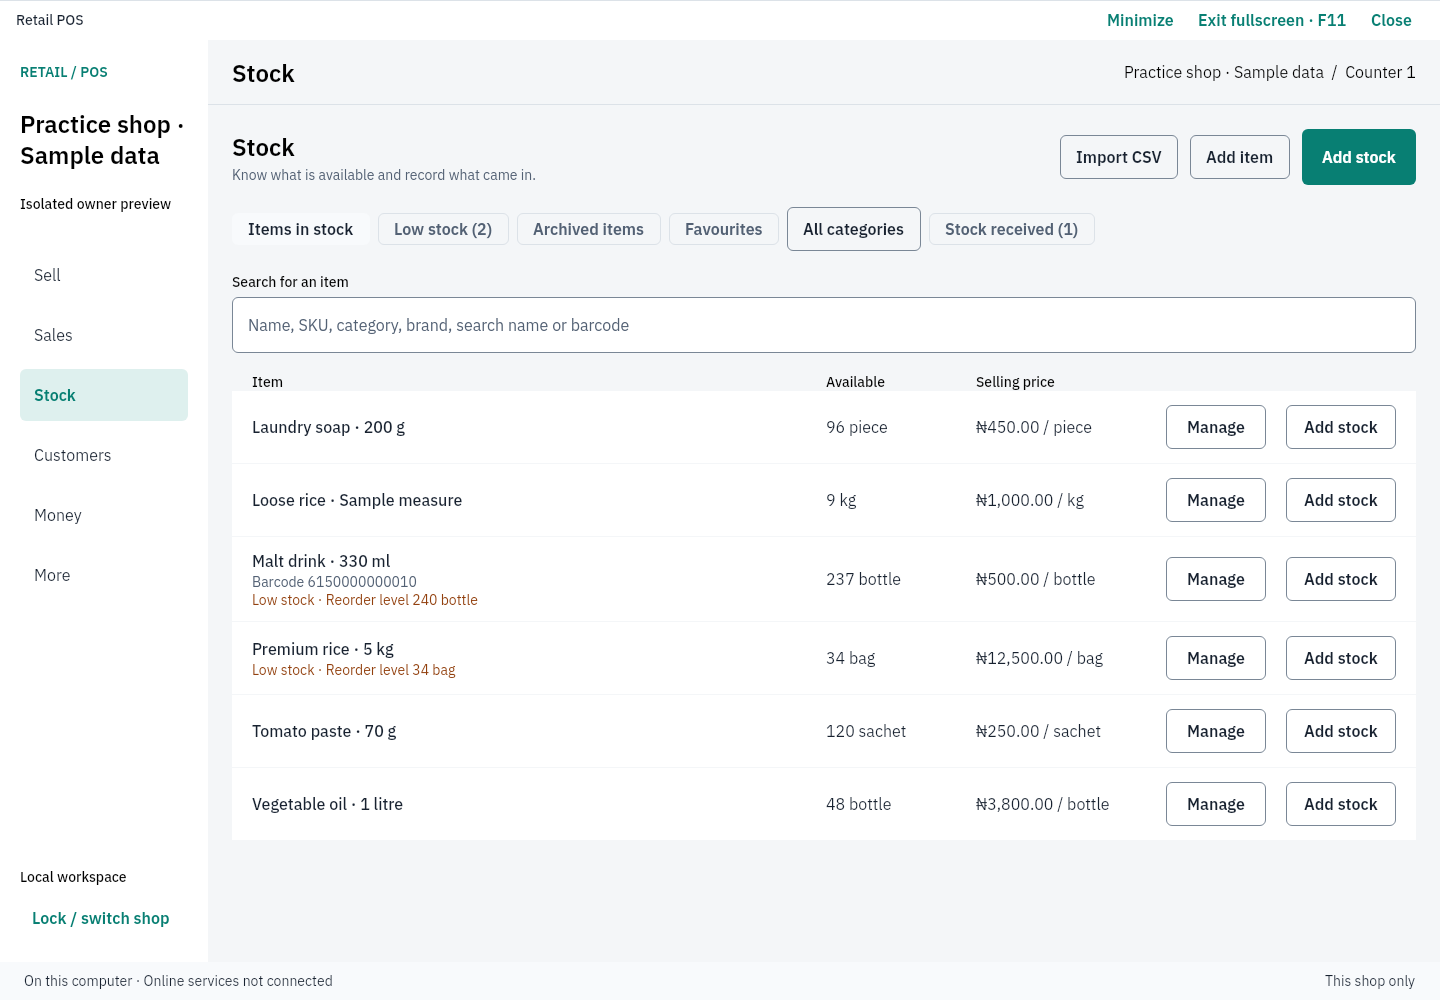 Retail POS
Minimize
Exit fullscreen · F11
Close
RETAIL / POS
Practice shop ·
Sample data
Isolated owner preview
Sell
Sales
Stock
Customers
Money
More
Local workspace
Lock / switch shop
Stock
Practice shop · Sample data / Counter 1
Stock
Know what is available and record what came in.
Import CSV
Add item
Add stock
Items in stock
Low stock (2)
Archived items
Favourites
All categories
Stock received (1)
Search for an item
Name, SKU, category, brand, search name or barcode
Item Available Selling price
Laundry soap · 200 g 96 piece ₦450.00 / piece Manage Add stock
Loose rice · Sample measure 9 kg ₦1,000.00 / kg Manage Add stock
Malt drink · 330 ml
Barcode 6150000000010
Low stock · Reorder level 240 bottle
237 bottle ₦500.00 / bottle Manage Add stock
Premium rice · 5 kg
Low stock · Reorder level 34 bag
34 bag ₦12,500.00 / bag Manage Add stock
Tomato paste · 70 g 120 sachet ₦250.00 / sachet Manage Add stock
Vegetable oil · 1 litre 48 bottle ₦3,800.00 / bottle Manage Add stock
On this computer · Online services not connected
This shop only